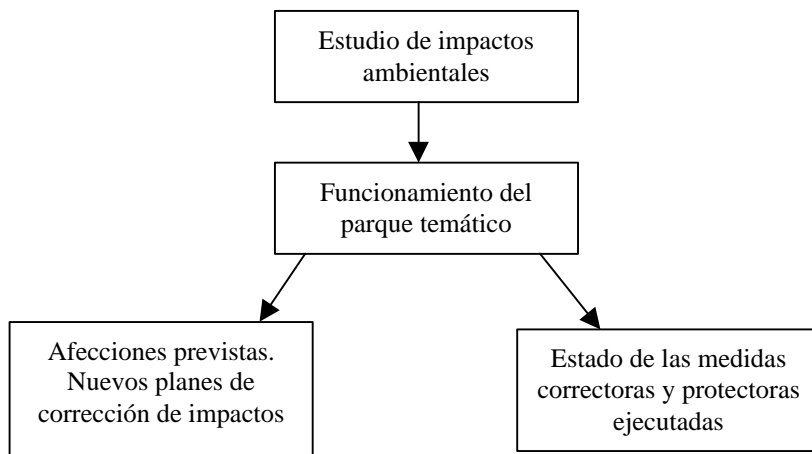 Estudio de impactos
ambientales
Funcionamiento del
parque temático
Afecciones previstas.
Nuevos planes de
corrección de impactos
Estado de las medidas
correctoras y protectoras
ejecutadas